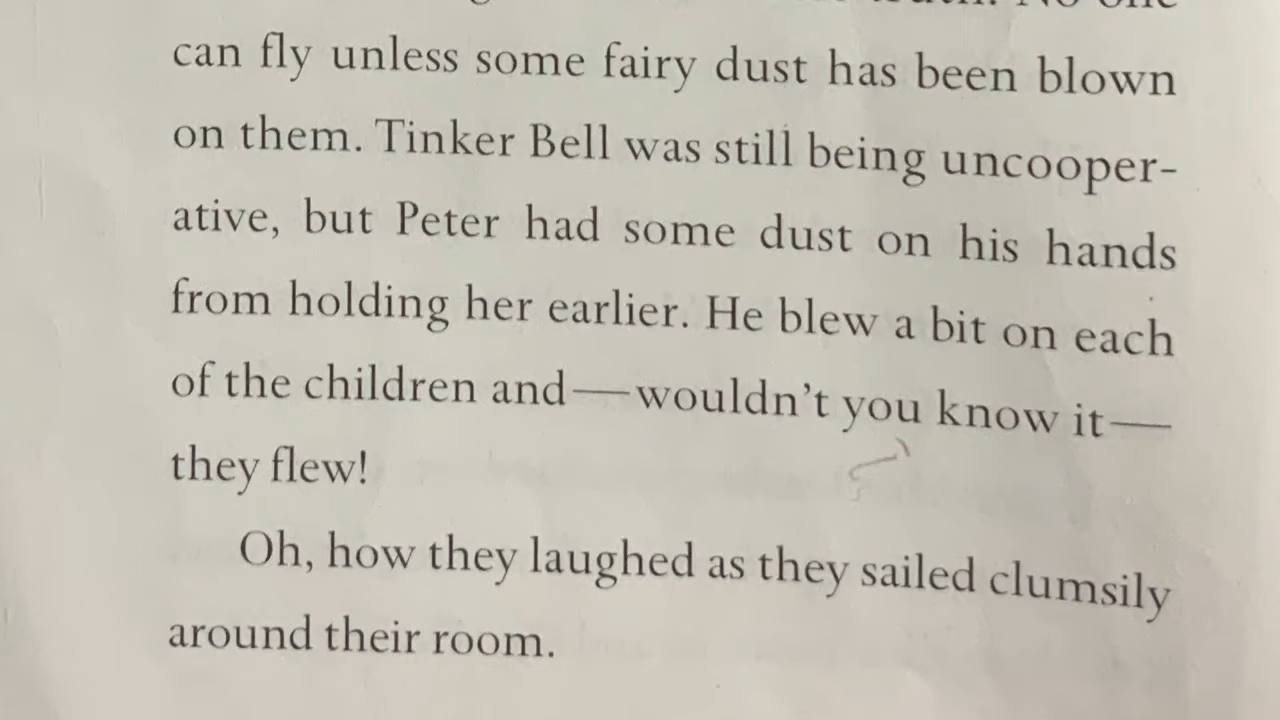 can fly unless some fairy dust has been blown
on them. Tinker Bell was still being uncooper-
ative, but Peter had some dust on his hands
from holding her earlier. He blew a bit on each
of the children and—wouldn't you know it—
they flew!
Oh, how they laughed as they sailed clumsily
around their room.